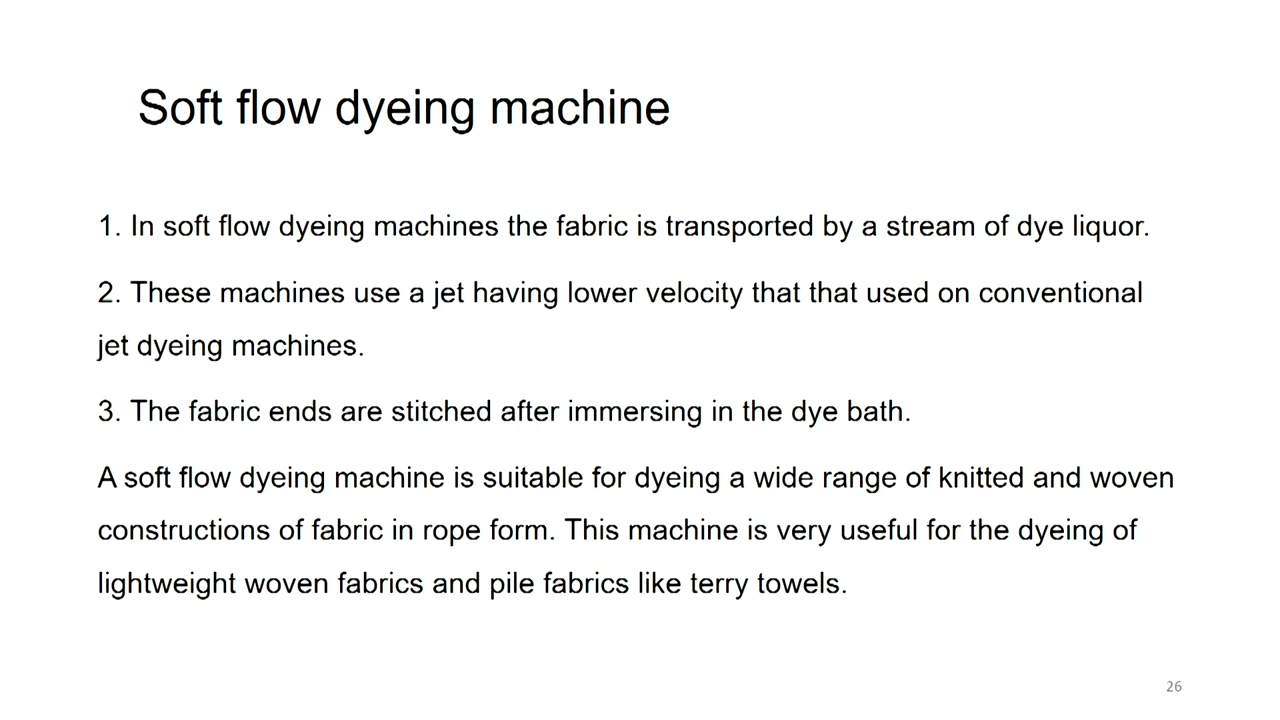 Soft flow dyeing machine
1. In soft flow dyeing machines the fabric is transported by a stream of dye liquor.
2. These machines use a jet having lower velocity that that used on conventional
jet dyeing machines.
3. The fabric ends are stitched after immersing in the dye bath.
A soft flow dyeing machine is suitable for dyeing a wide range of knitted and woven
constructions of fabric in rope form. This machine is very useful for the dyeing of
lightweight woven fabrics and pile fabrics like terry towels.
26